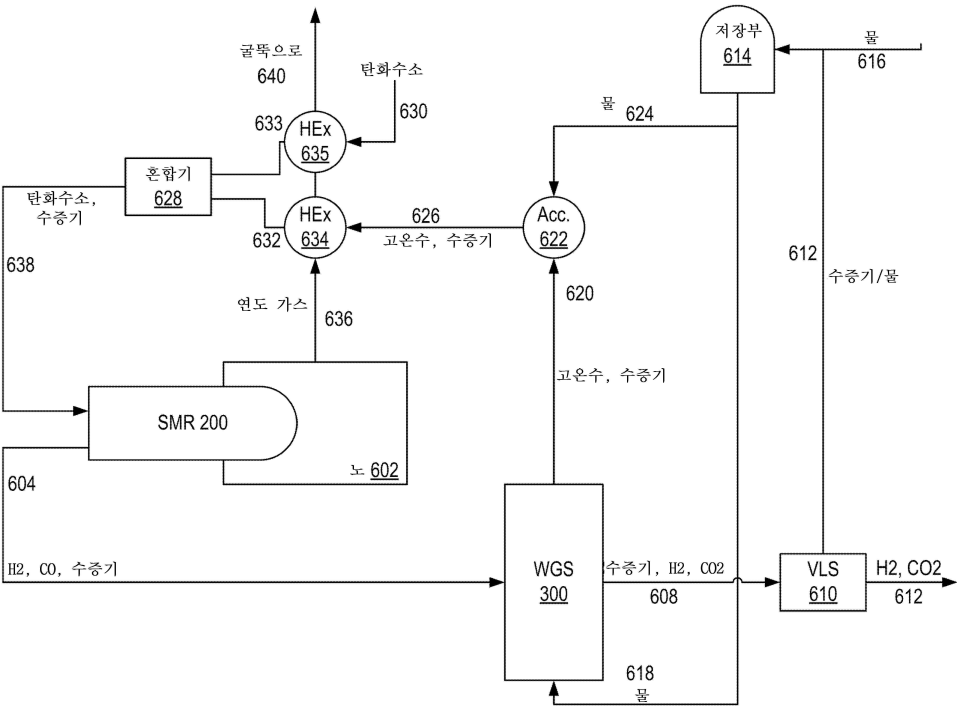 굴뚝으로
640
탄화수소
630
저장부
614
물
616
633
HEx
635
물
624
혼합기
628
탄화수소,
수증기
632
HEx
634
626
고온수, 수증기
Acc.
622
612
수증기/물
638
620
연도 가스
636
고온수, 수증기
SMR 200
노 602
604
H2, CO, 수증기
WGS
300
수증기, H2, CO2
608
VLS
610
H2, CO2
612
618
물